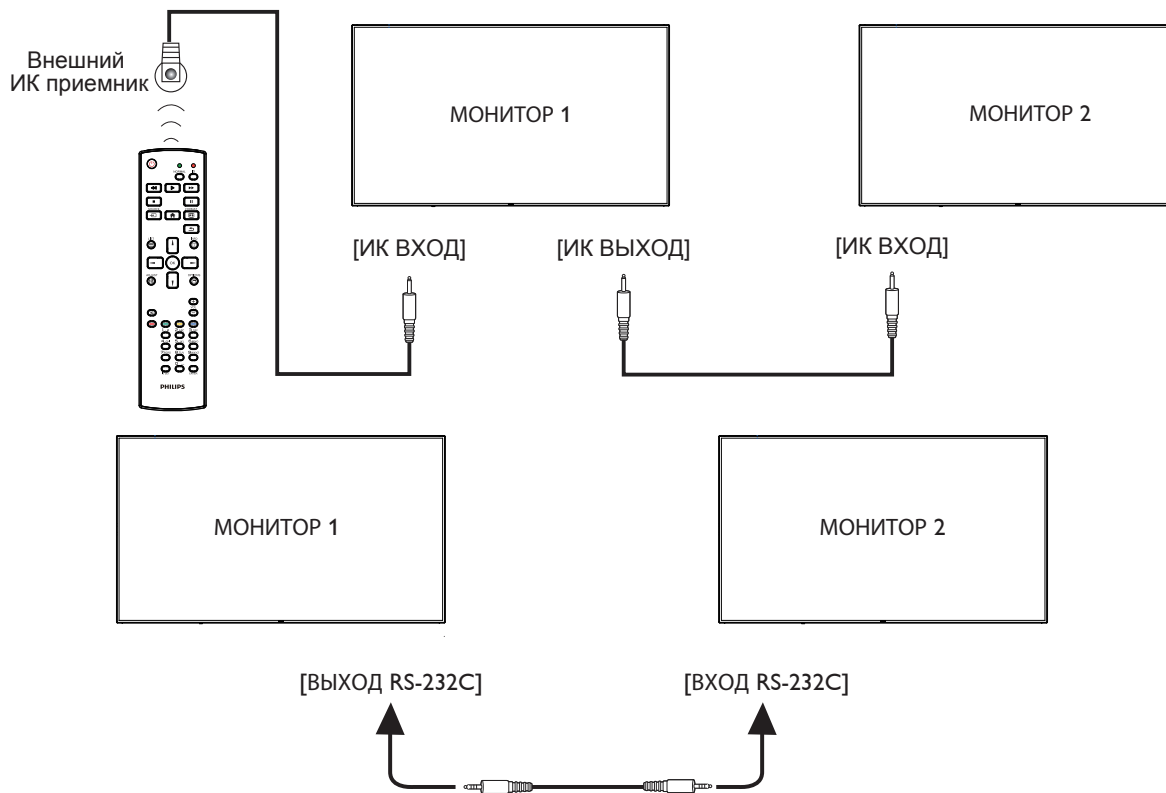 Внешний
ИК приемник
МОНИТОР 1
МОНИТОР 2
[ИК ВХОД]
[ИК ВЫХОД]
[ИК ВХОД]
PHILIPS
МОНИТОР 1
МОНИТОР 2
[ВЫХОД RS-232C]
[ВХОД RS-232C]